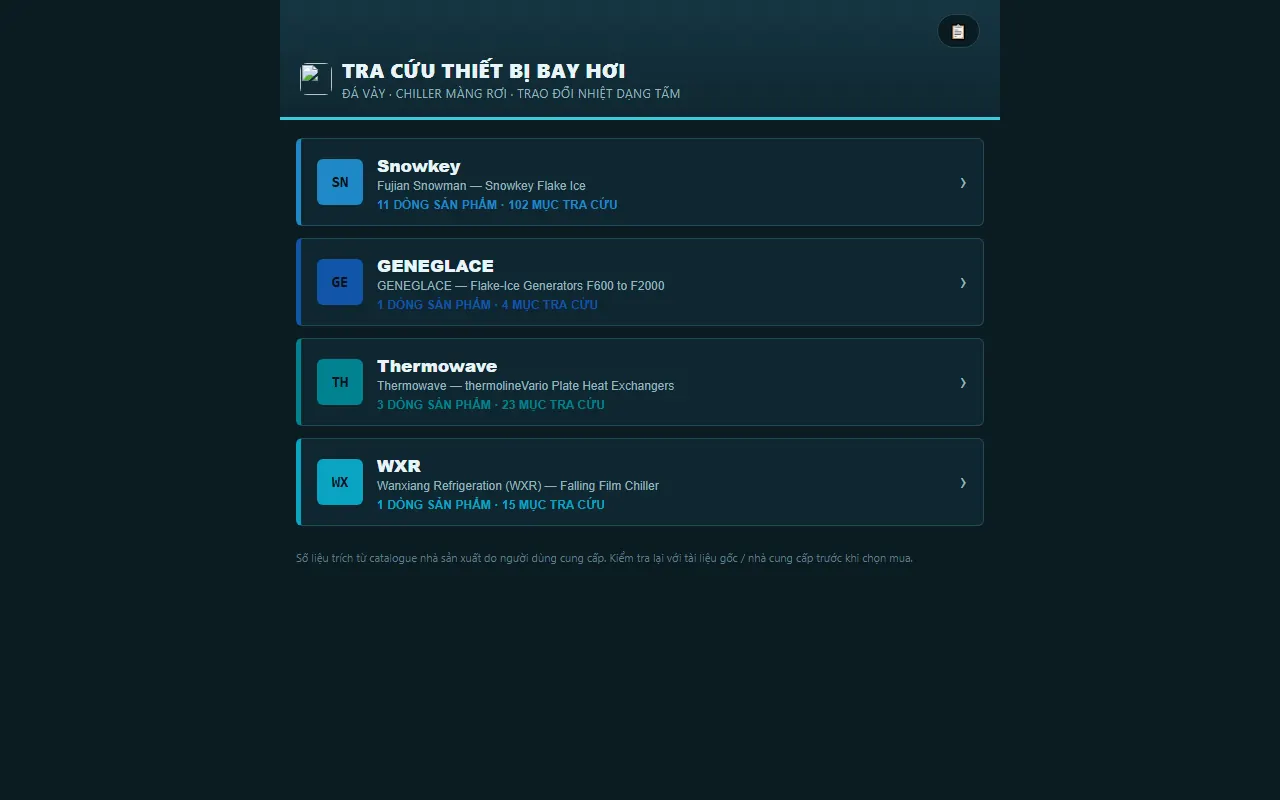 TRA CỨU THIẾT BỊ BAY HƠI
ĐÁ VẢY · CHILLER MÀNG RƠI · TRAO ĐỔI NHIỆT DẠNG TẤM
SN
Snowkey
Fujian Snowman — Snowkey Flake Ice
11 DÒNG SẢN PHẨM · 102 MỤC TRA CỨU
›
GE
GENEGLACE
GENEGLACE — Flake-Ice Generators F600 to F2000
1 DÒNG SẢN PHẨM · 4 MỤC TRA CỨU
›
TH
Thermowave
Thermowave — thermolineVario Plate Heat Exchangers
3 DÒNG SẢN PHẨM · 23 MỤC TRA CỨU
›
WX
WXR
Wanxiang Refrigeration (WXR) — Falling Film Chiller
1 DÒNG SẢN PHẨM · 15 MỤC TRA CỨU
›
Số liệu trích từ catalogue nhà sản xuất do người dùng cung cấp. Kiểm tra lại với tài liệu gốc / nhà cung cấp trước khi chọn mua.